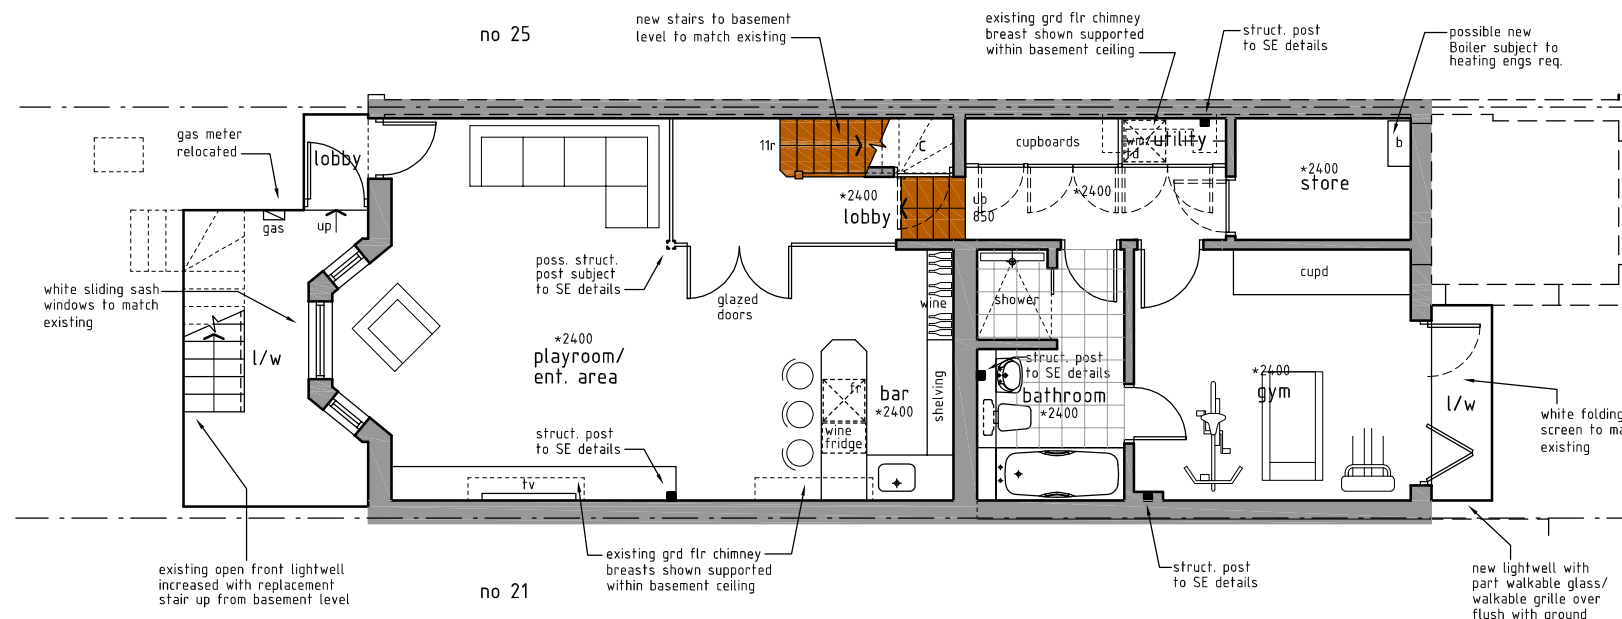 no 25
new stairs to basement
level to match existing
existing grd flr chimney
breast shown supported
within basement ceiling
struct. post
to SE details
possible new
Boiler subject to
heating engs req.
gas meter
relocated
lobby
11r
c
cupboards
utility
td
b
*2400
store
*2400
lobby
up
850
*2400
gas
up
poss. struct.
post subject
to SE details
glazed
doors
wine
shower
cupd
white sliding sash
windows to match
existing
l/w
*2400
playroom/
ent. area
fr
bar
*2400
wine
fridge
shelving
struct. post
to SE details
bathroom
*2400
*2400
gym
l/w
white folding
existing
struct. post
to SE details
tv
existing open front lightwell
increased with replacement
stair up from basement level
existing grd flr chimney
breasts shown supported
within basement ceiling
no 21
struct. post
to SE details
new lightwell with
part walkable glass/
walkable grille over
flush with ground